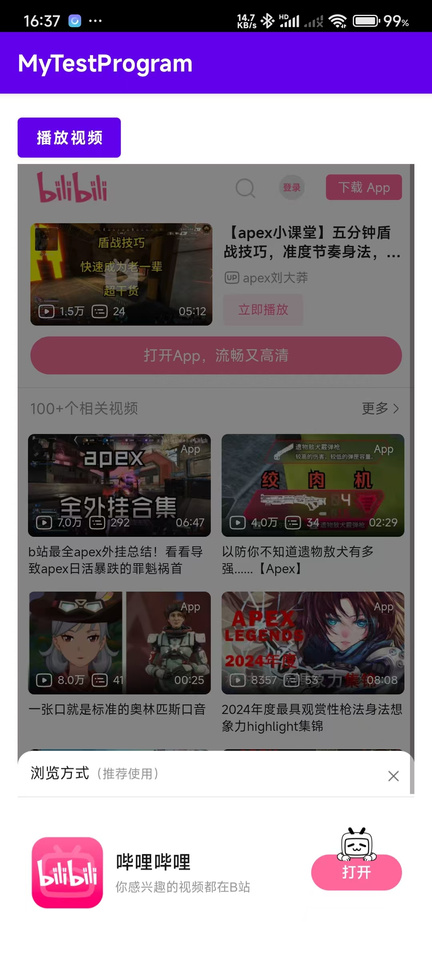 16:37
14.7 KB/s
HD
99%
MyTestProgram
播放视频
bilibili
登录
下载 App
盾战技巧
快速成为老一辈
超干货
1.5万
24
05:12
【apex小课堂】五分钟盾
战技巧，准度节奏身法，...
UP apex刘大莽
立即播放
打开App，流畅又高清
100+个相关视频
更多
App
apex
全外挂合集
7.0万
292
06:47
App
遗物敖犬霰弹枪
绞肉机
4.0万
34
02:29
b站最全apex外挂总结！看看导
致apex日活暴跌的罪魁祸首
以防你不知道遗物敖犬有多
强......【Apex】
App
8.0万
41
00:25
App
APEX
LEGENDS
2024年度
8357
53
08:08
一张口就是标准的奥林匹斯口音
2024年度最具观赏性枪法身法想
象力highlight集锦
浏览方式（推荐使用）
bilibili
哔哩哔哩
你感兴趣的视频都在B站
打开